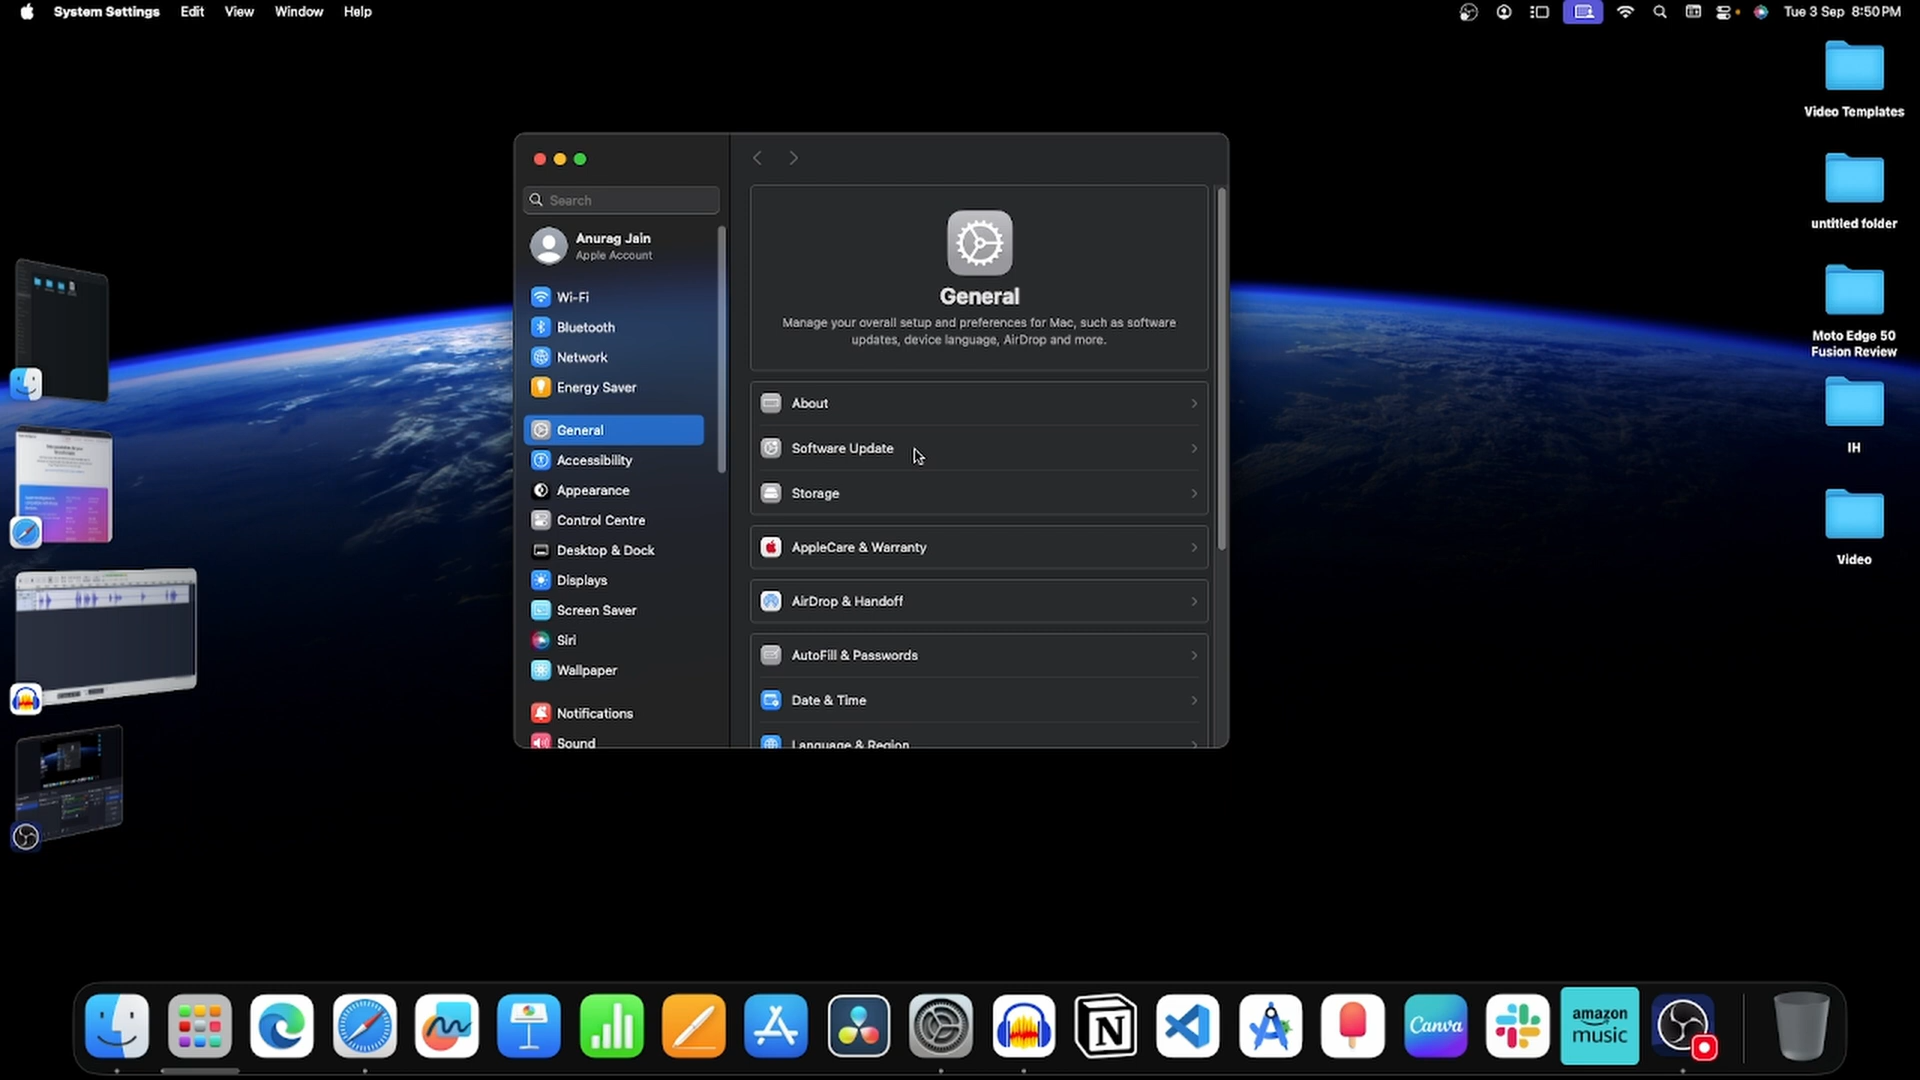 System Settings Edit View Window Help
Tue 3 Sep 8:50 PM
Video Templates
untitled folder
Moto Edge 50
Fusion Review
IH
Video
Search
Anurag Jain
Apple Account
Wi-Fi
Bluetooth
Network
Energy Saver
General
Accessibility
Appearance
Control Centre
Desktop & Dock
Displays
Screen Saver
Siri
Wallpaper
Notifications
Sound
General
Manage your overall setup and preferences for Mac, such as software
updates, device language, AirDrop and more.
About
Software Update
Storage
AppleCare & Warranty
AirDrop & Handoff
AutoFill & Passwords
Date & Time
Language & Region
N
Canva
amazon
music